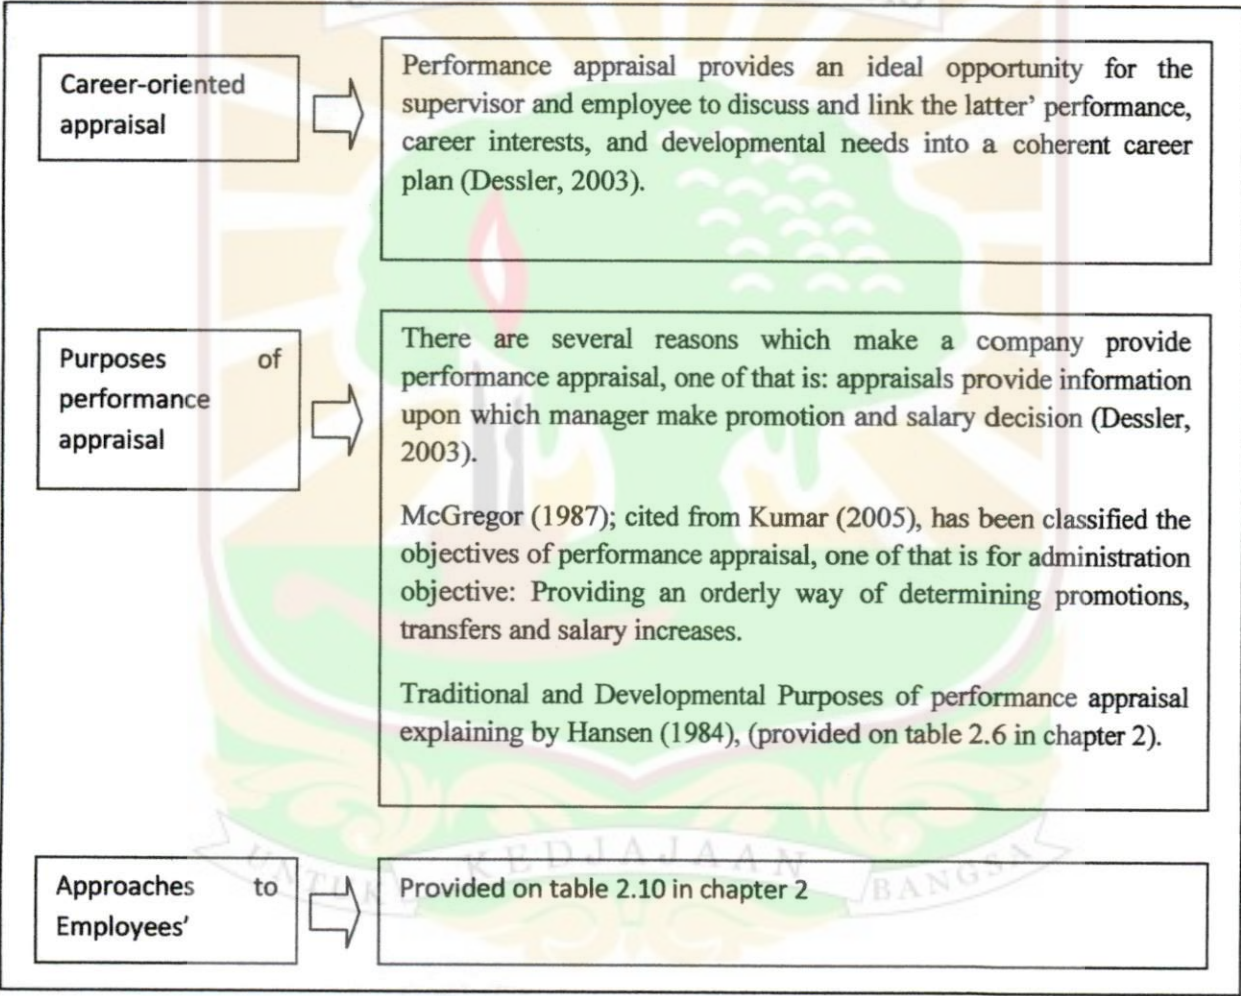 Career-oriented
appraisal
Performance appraisal provides an ideal opportunity for the
supervisor and employee to discuss and link the latter' performance,
career interests, and developmental needs into a coherent career
plan (Dessler, 2003).
Purposes of
performance
appraisal
There are several reasons which make a company provide
performance appraisal, one of that is: appraisals provide information
upon which manager make promotion and salary decision (Dessler,
2003).
McGregor (1987); cited from Kumar (2005), has been classified the
objectives of performance appraisal, one of that is for administration
objective: Providing an orderly way of determining promotions,
transfers and salary increases.
Traditional and Developmental Purposes of performance appraisal
explaining by Hansen (1984), (provided on table 2.6 in chapter 2).
Approaches to
Employees'
Provided on table 2.10 in chapter 2
UNTUK KEDJAJAAN BANGSA